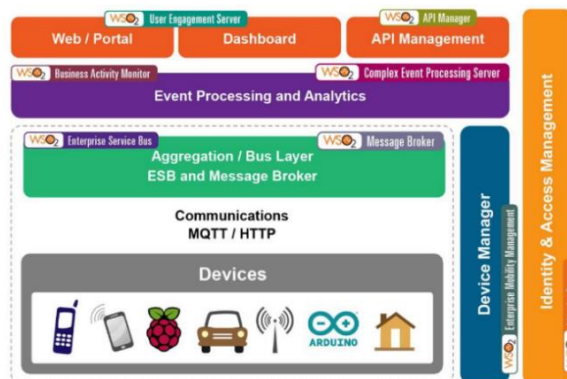 WSO2 User Engagement Server
WSO2 API Manager
Web / Portal
Dashboard
API Management
WSO2 Business Activity Monitor
WSO2 Complex Event Processing Server
Event Processing and Analytics
WSO2 Enterprise Service Bus
WSO2 Message Broker
Aggregation / Bus Layer
ESB and Message Broker
Communications
MQTT / HTTP
Devices
ARDUINO
Device Manager
WSO2 Enterprise Mobility Management
Identity & Access Management